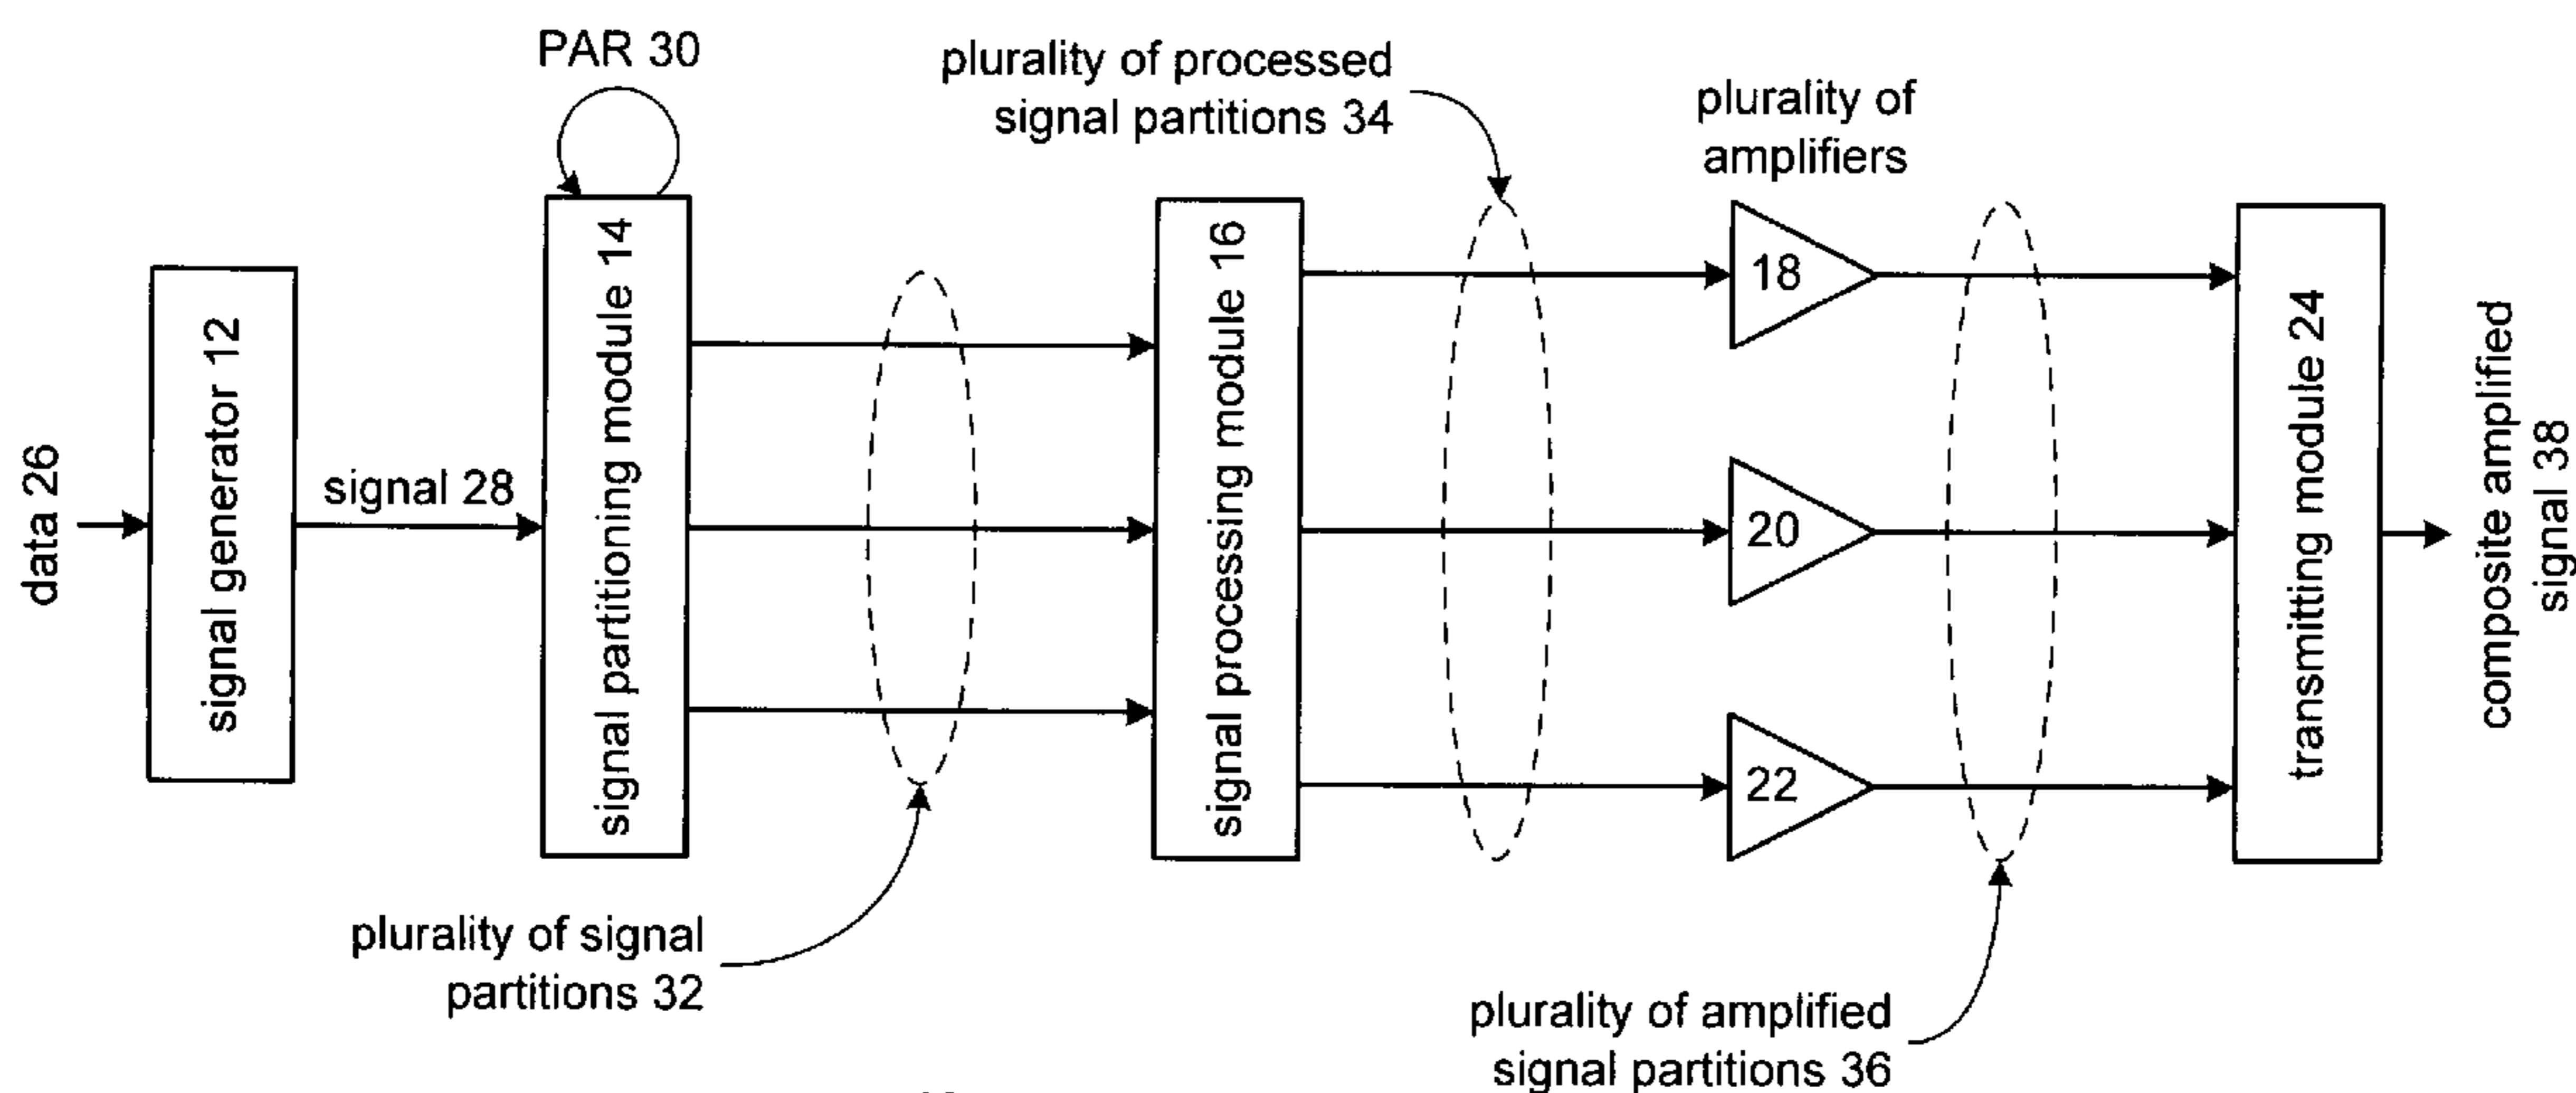 PAR 30
plurality of processed
signal partitions 34
plurality of
amplifiers
data 26
signal generator 12
signal 28
signal partitioning module 14
signal processing module 16
18
20
22
transmitting module 24
composite amplified
signal 38
plurality of signal
partitions 32
plurality of amplified
signal partitions 36